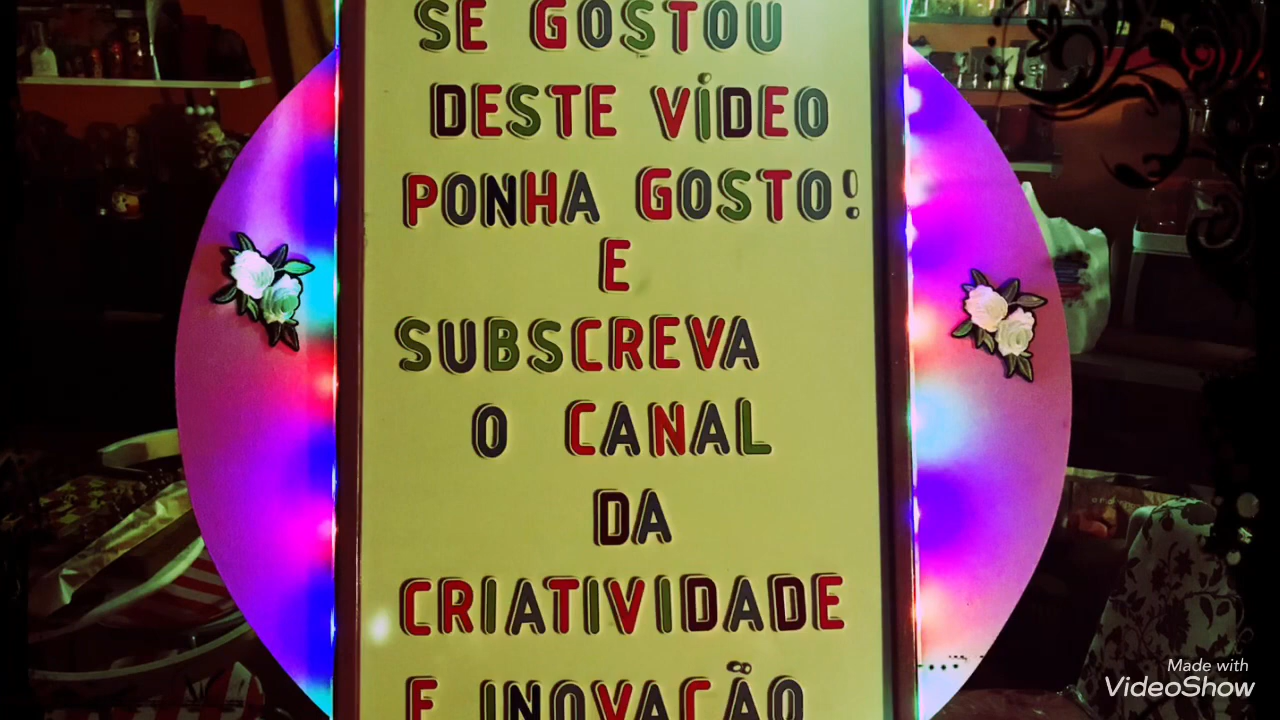 SE GOSTOU
DESTE VÍDEO
PONHA GOSTO!
E
SUBSCREVA
O CANAL
DA
CRIATIVIDADE
E INOVAÇÃO
Made with
VideoShow